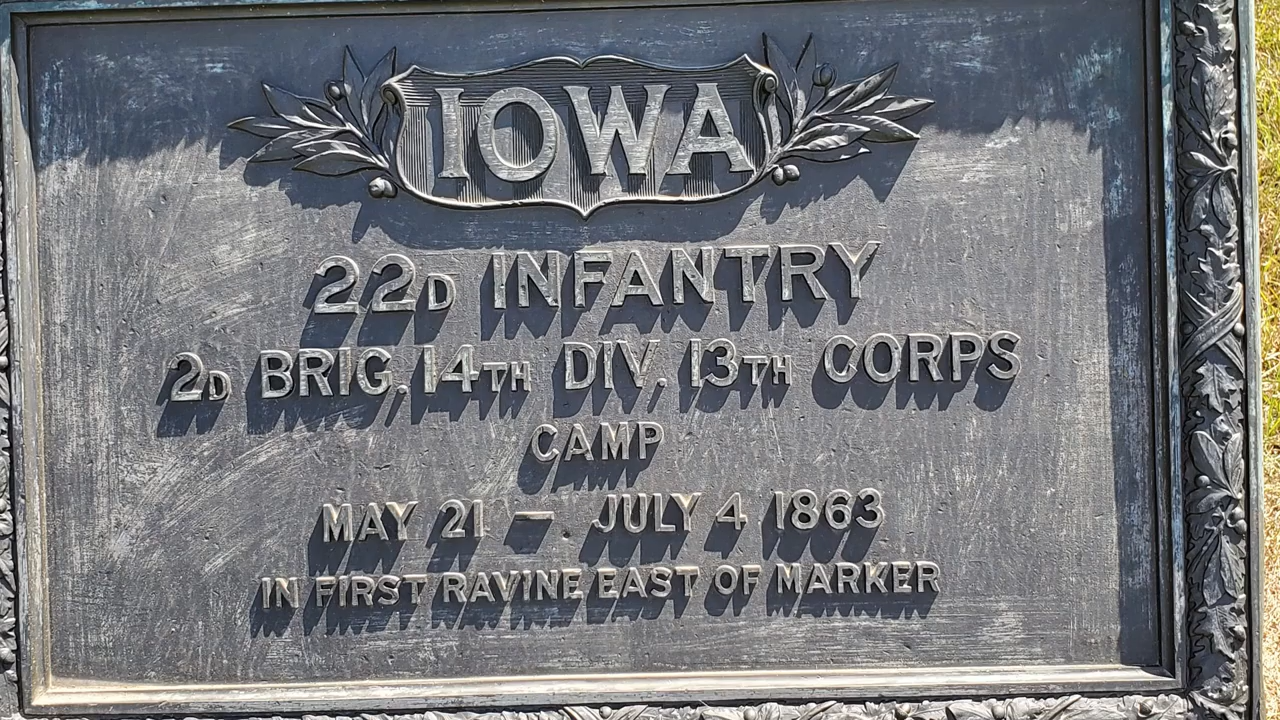 IOWA
22D INFANTRY
2D BRIG. 14TH DIV. 13TH CORPS
CAMP
MAY 21 – JULY 4 1863
IN FIRST RAVINE EAST OF MARKER